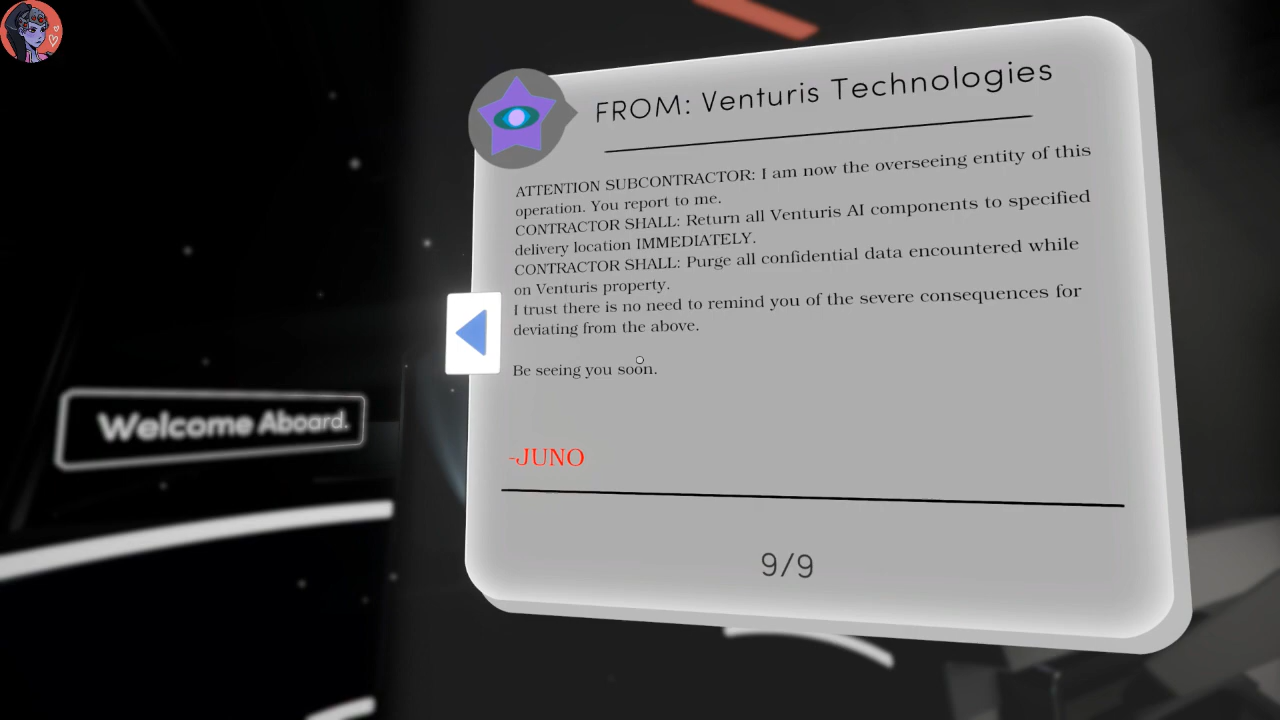 FROM: Venturis Technologies
ATTENTION SUBCONTRACTOR: I am now the overseeing entity of this
operation. You report to me.
CONTRACTOR SHALL: Return all Venturis AI components to specified
delivery location IMMEDIATELY.
CONTRACTOR SHALL: Purge all confidential data encountered while
on Venturis property.
I trust there is no need to remind you of the severe consequences for
deviating from the above.
Be seeing you soon.
-JUNO
9/9
Welcome Aboard.